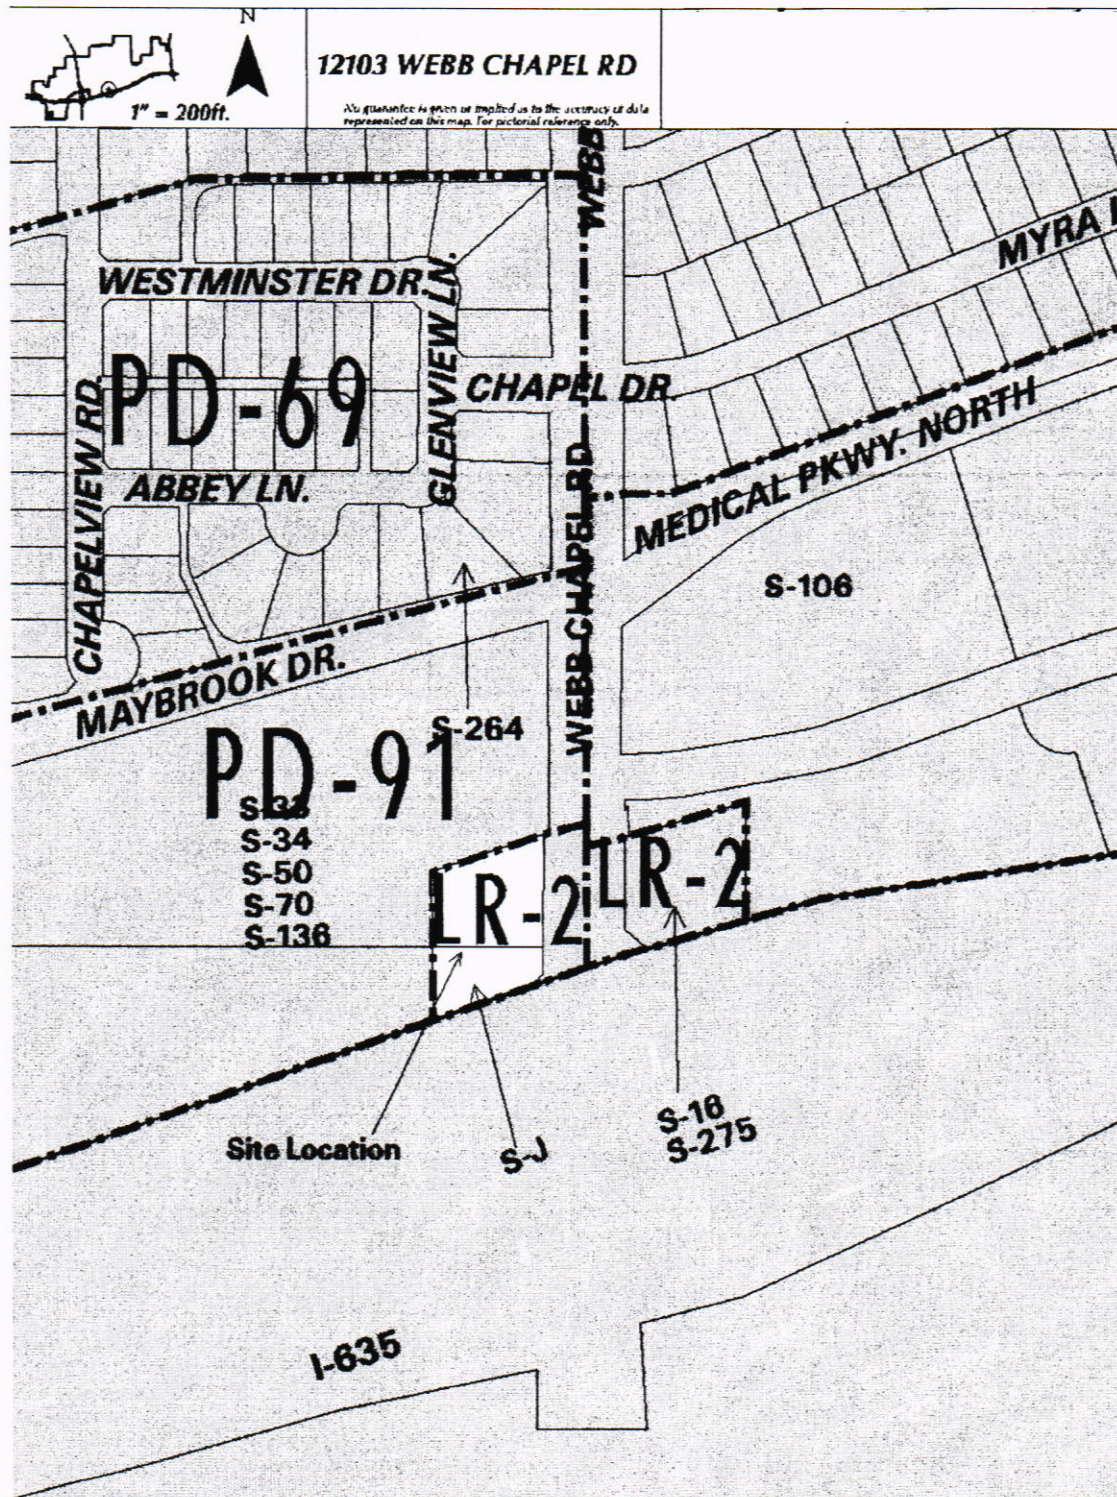 N
12103 WEBB CHAPEL RD
1" = 200ft.
No guarantee is given or implied as to the accuracy of data
represented on this map. For pictorial reference only.
WEBB
MYRA
WESTMINSTER DR.
GLENVIEW LN.
PD-69
CHAPEL DR.
CHAPELVIEW RD.
ABBEY LN.
WEBB CHAPEL RD
MEDICAL PKWY. NORTH
S-106
MAYBROOK DR.
S-264
PD-91
S-34
S-50
S-70
S-136
LR-2
LR-2
Site Location
S-J
S-16
S-275
I-635